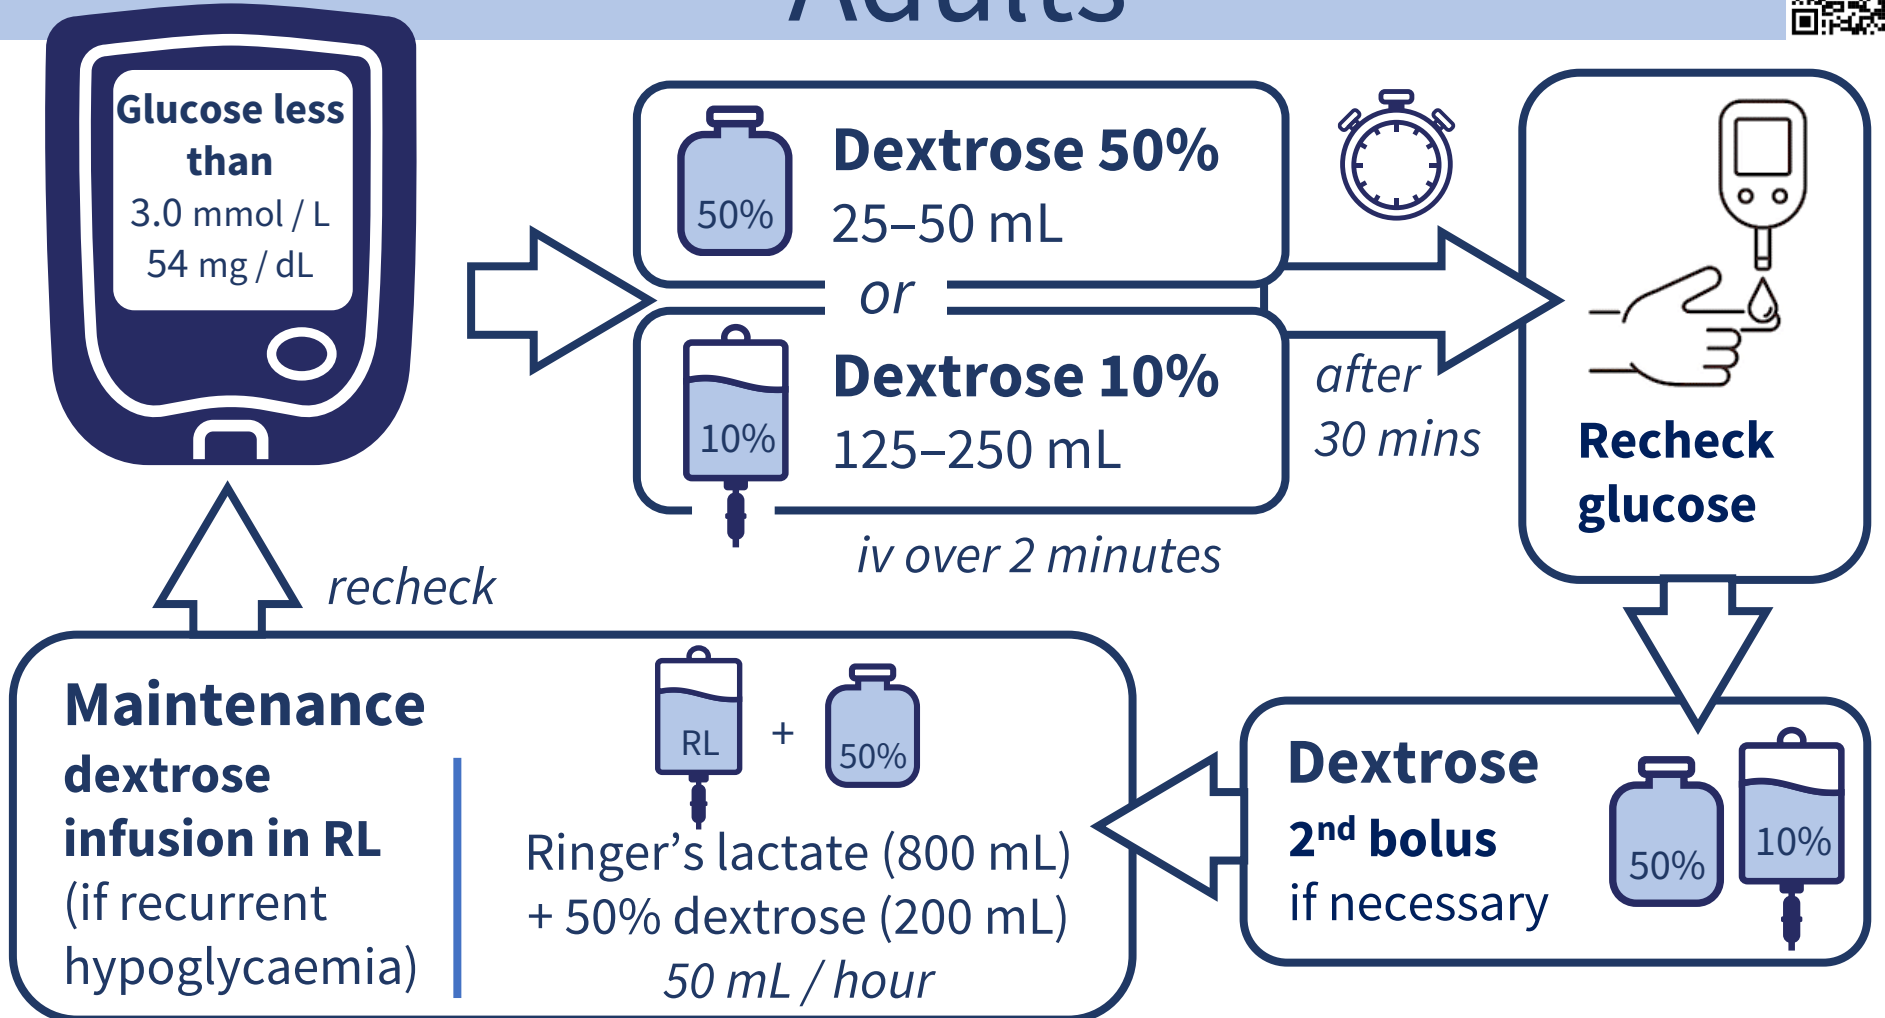 Adults
Glucose less
than
3.0 mmol / L
54 mg / dL
50%
Dextrose 50%
25–50 mL
or
10%
Dextrose 10%
125–250 mL
iv over 2 minutes
after
30 mins
Recheck
glucose
Dextrose
2nd bolus
if necessary
50%
10%
Maintenance
dextrose
infusion in RL
(if recurrent
hypoglycaemia)
RL
+
50%
Ringer’s lactate (800 mL)
+ 50% dextrose (200 mL)
50 mL / hour
recheck